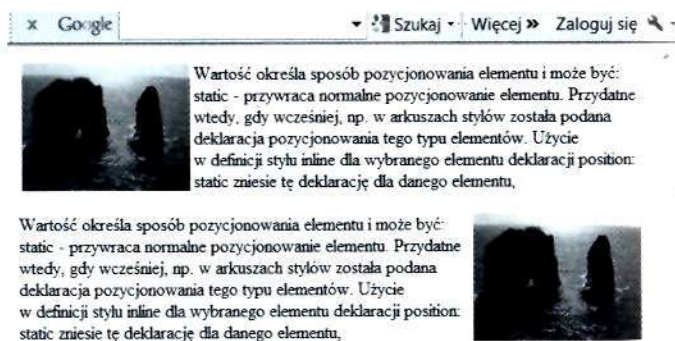 x Google Szukaj Więcej » Zaloguj się
Wartość określa sposób pozycjonowania elementu i może być:
static - przywraca normalne pozycjonowanie elementu. Przydatne
wtedy, gdy wcześniej, np. w arkuszach stylów została podana
deklaracja pozycjonowania tego typu elementów. Użycie
w definicji stylu inline dla wybranego elementu deklaracji position:
static zniesie tę deklarację dla danego elementu,
Wartość określa sposób pozycjonowania elementu i może być:
static - przywraca normalne pozycjonowanie elementu. Przydatne
wtedy, gdy wcześniej, np. w arkuszach stylów została podana
deklaracja pozycjonowania tego typu elementów. Użycie
w definicji stylu inline dla wybranego elementu deklaracji position:
static zniesie tę deklarację dla danego elementu,